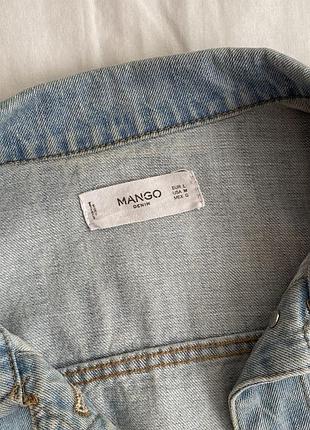 MANGO
DENIM
EUR L
USA M
MEX G